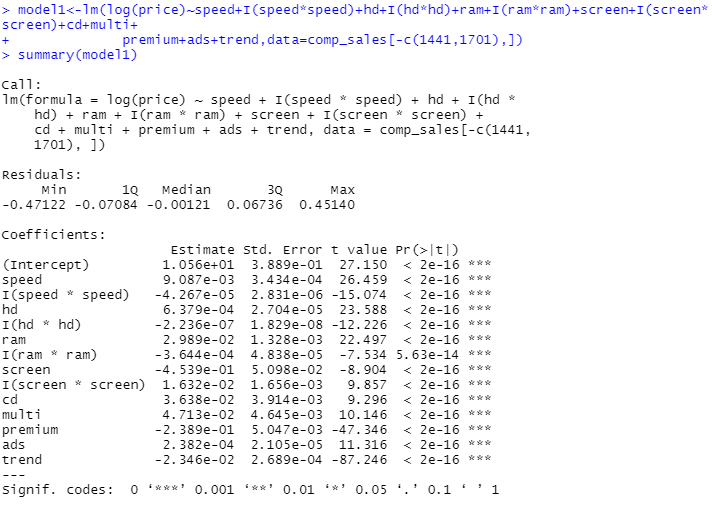 > model1<-lm(log(price)~speed+I(speed*speed)+hd+I(hd*hd)+ram+I(ram*ram)+screen+I(screen*
screen)+cd+multi+
+              premium+ads+trend,data=comp_sales[-c(1441,1701),])
> summary(model1)
Call:
lm(formula = log(price) ~ speed + I(speed * speed) + hd + I(hd *
    hd) + ram + I(ram * ram) + screen + I(screen * screen) +
    cd + multi + premium + ads + trend, data = comp_sales[-c(1441,
    1701), ])
Residuals:
     Min       1Q   Median       3Q      Max
-0.47122 -0.07084 -0.00121  0.06736  0.45140
Coefficients:
                     Estimate Std. Error t value Pr(>|t|)
(Intercept)         1.056e+01  3.889e-01  27.150  < 2e-16 ***
speed               9.087e-03  3.434e-04  26.459  < 2e-16 ***
I(speed * speed)   -4.267e-05  2.831e-06 -15.074  < 2e-16 ***
hd                  6.379e-04  2.704e-05  23.588  < 2e-16 ***
I(hd * hd)         -2.236e-07  1.829e-08 -12.226  < 2e-16 ***
ram                 2.989e-02  1.328e-03  22.497  < 2e-16 ***
I(ram * ram)       -3.644e-04  4.838e-05  -7.534 5.63e-14 ***
screen             -4.539e-01  5.098e-02  -8.904  < 2e-16 ***
I(screen * screen)  1.632e-02  1.656e-03   9.857  < 2e-16 ***
cd                  3.638e-02  3.914e-03   9.296  < 2e-16 ***
multi               4.713e-02  4.645e-03  10.146  < 2e-16 ***
premium            -2.389e-01  5.047e-03 -47.346  < 2e-16 ***
ads                 2.382e-04  2.105e-05  11.316  < 2e-16 ***
trend              -2.346e-02  2.689e-04 -87.246  < 2e-16 ***
---
Signif. codes:  0 ‘***’ 0.001 ‘**’ 0.01 ‘*’ 0.05 ‘.’ 0.1 ‘ ’ 1